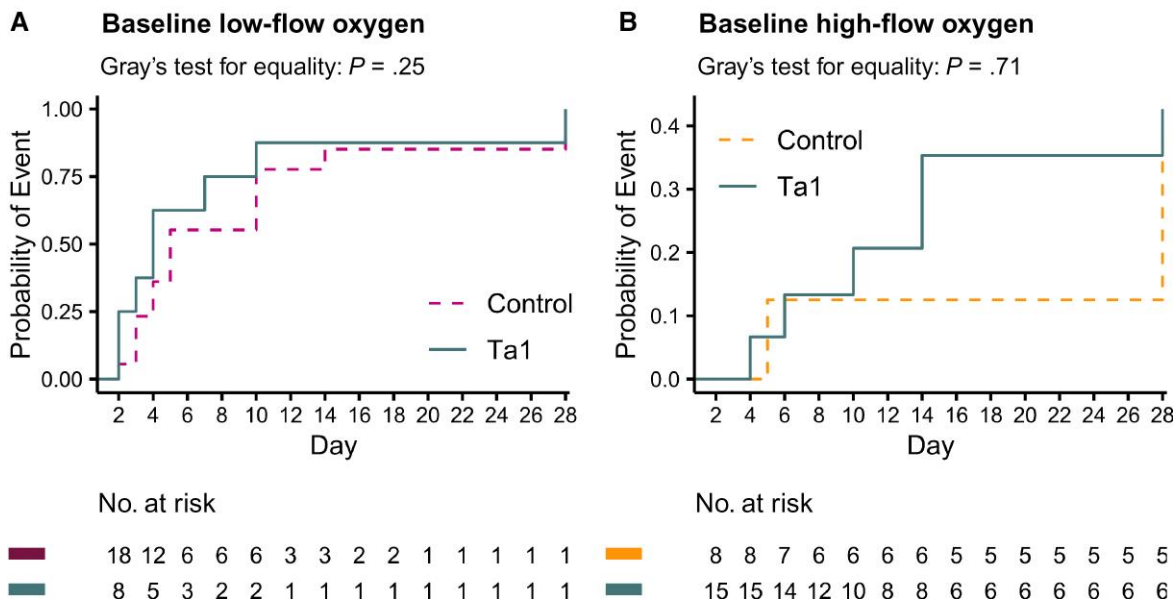 A Baseline low-flow oxygen
Gray's test for equality: P = .25
Probability of Event
1.00
0.75
0.50
0.25
0.00
Control
Ta1
2 4 6 8 10 12 14 16 18 20 22 24 26 28
Day
No. at risk
18 12 6 6 6 3 3 2 2 1 1 1 1 1
8 5 3 2 2 1 1 1 1 1 1 1 1 1
B Baseline high-flow oxygen
Gray's test for equality: P = .71
Probability of Event
0.4
0.3
0.2
0.1
0.0
Control
Ta1
2 4 6 8 10 12 14 16 18 20 22 24 26 28
Day
No. at risk
8 8 7 6 6 6 6 5 5 5 5 5 5 5
15 15 14 12 10 8 8 6 6 6 6 6 6 6